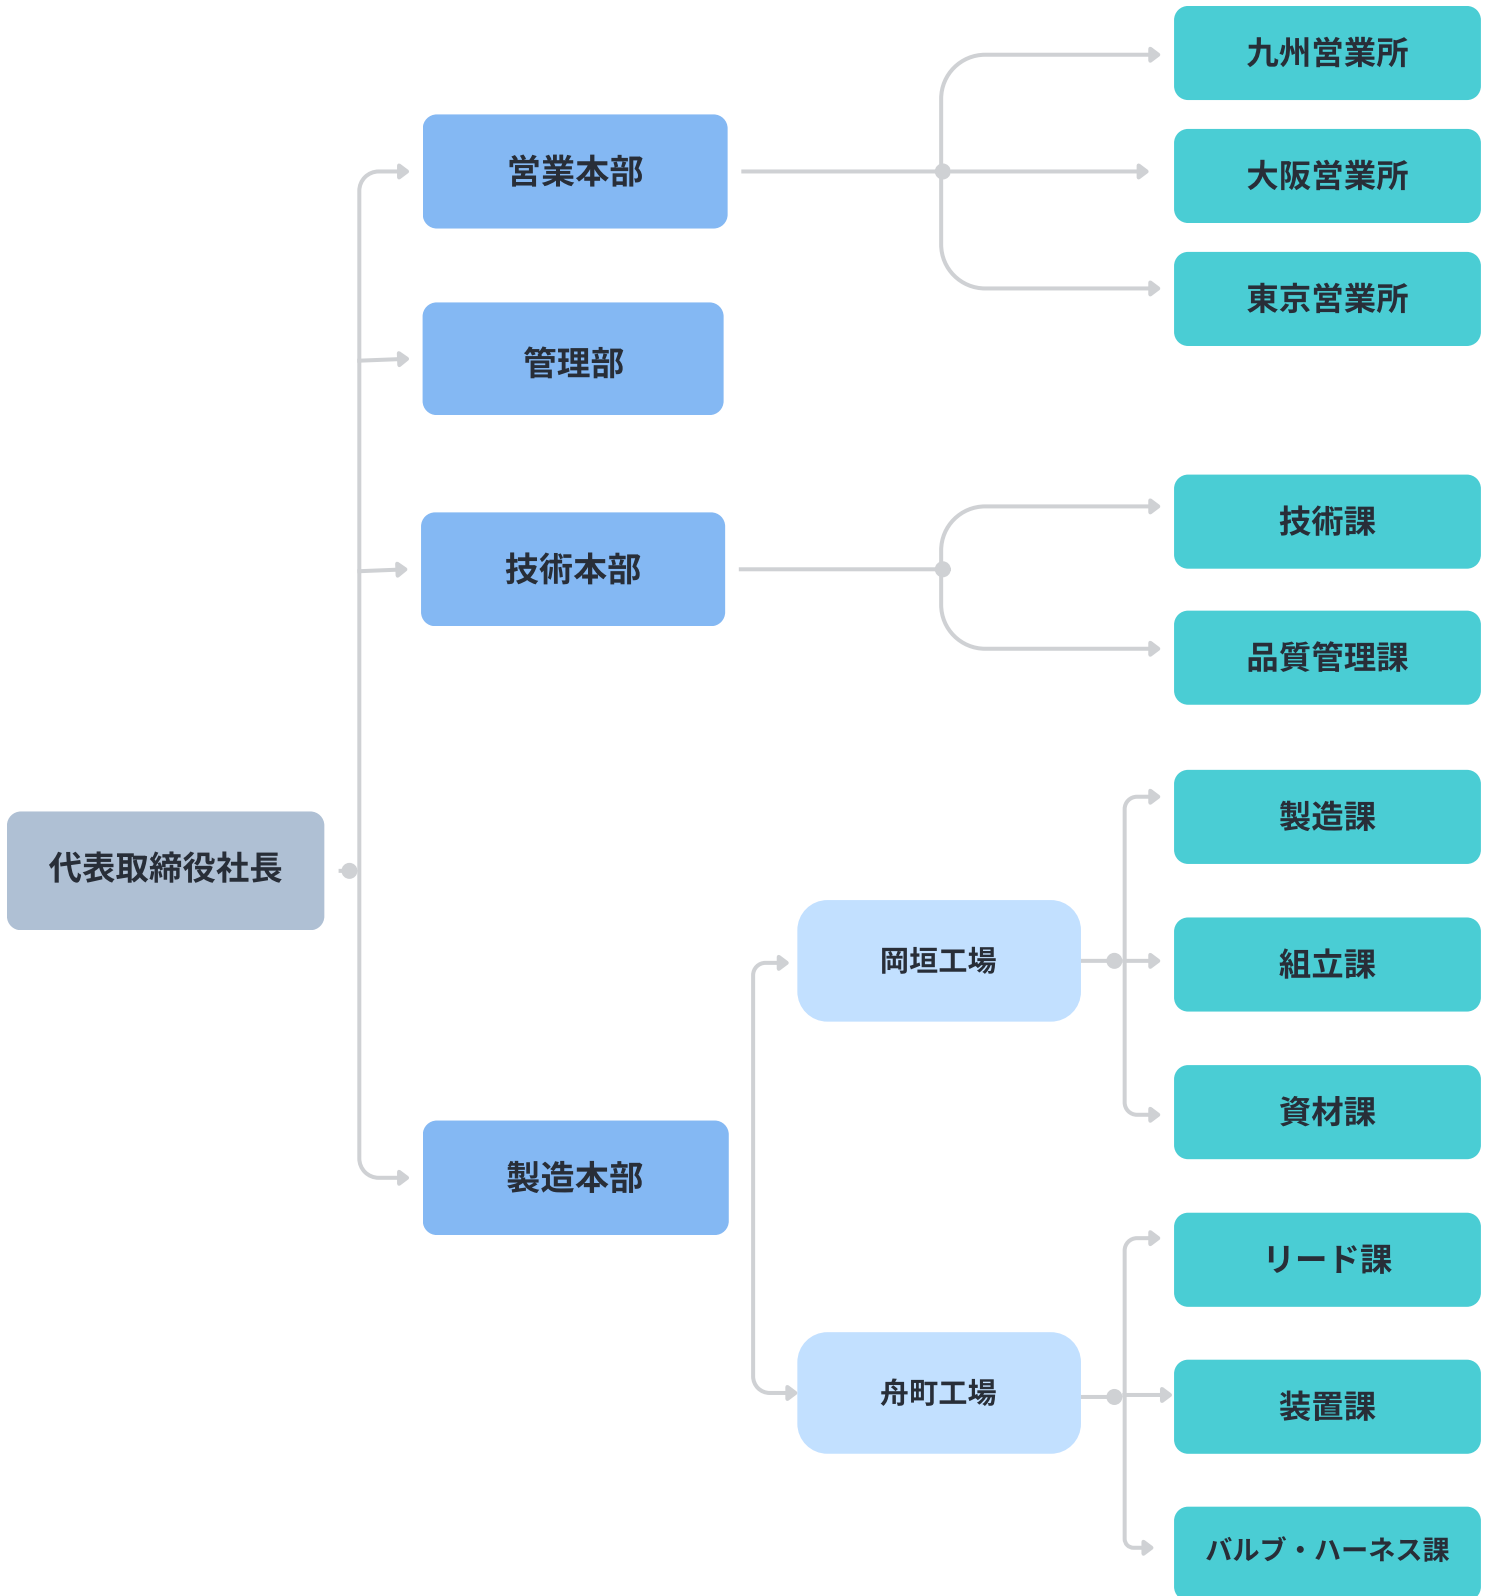 代表取締役社長
営業本部
九州営業所
大阪営業所
東京営業所
管理部
技術本部
技術課
品質管理課
製造本部
岡垣工場
製造課
組立課
資材課
舟町工場
リード課
装置課
バルブ・ハーネス課